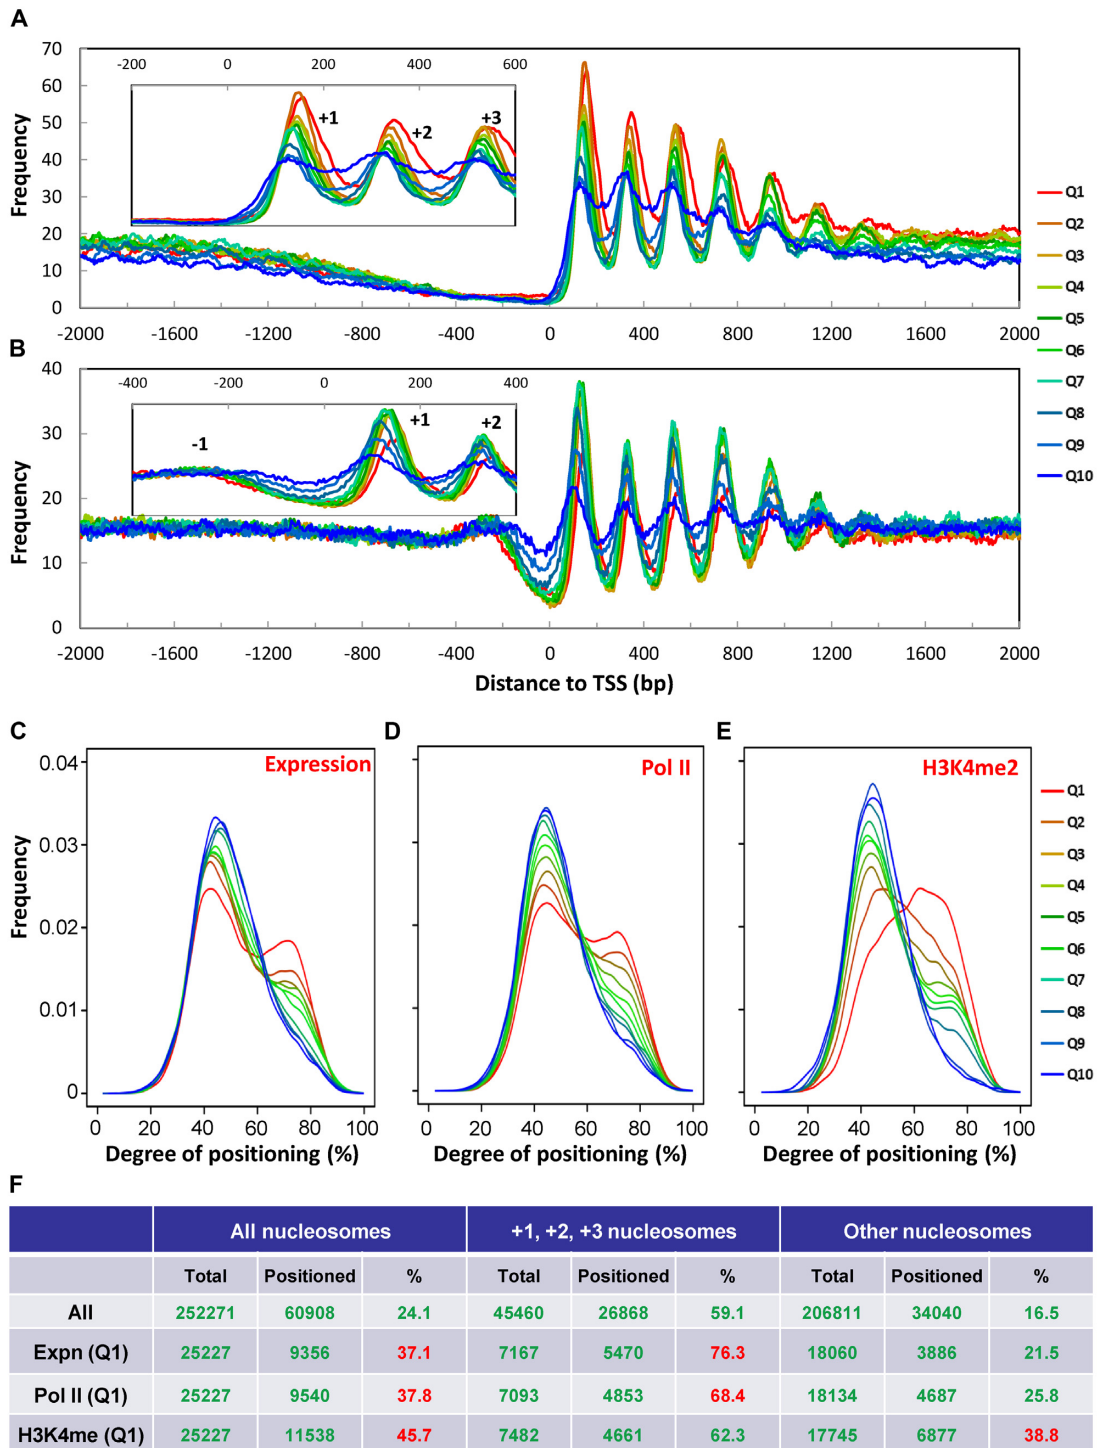 A
-200 0 200 400 600
+1 +2 +3
70
60
50
40
30
20
10
0
Frequency
-2000 -1600 -1200 -800 -400 0 400 800 1200 1600 2000
B
-400 -200 0 200 400
-1 +1 +2
40
30
20
10
0
Frequency
-2000 -1600 -1200 -800 -400 0 400 800 1200 1600 2000
Distance to TSS (bp)
Q1
Q2
Q3
Q4
Q5
Q6
Q7
Q8
Q9
Q10
C
Expression
0.04
0.03
0.02
0.01
0
Frequency
0 20 40 60 80 100
Degree of positioning (%)
D
Pol II
0 20 40 60 80 100
Degree of positioning (%)
E
H3K4me2
0 20 40 60 80 100
Degree of positioning (%)
Q1
Q2
Q3
Q4
Q5
Q6
Q7
Q8
Q9
Q10
F
All nucleosomes +1, +2, +3 nucleosomes Other nucleosomes
Total Positioned % Total Positioned % Total Positioned %
All 252271 60908 24.1 45460 26868 59.1 206811 34040 16.5
Expn (Q1) 25227 9356 37.1 7167 5470 76.3 18060 3886 21.5
Pol II (Q1) 25227 9540 37.8 7093 4853 68.4 18134 4687 25.8
H3K4me (Q1) 25227 11538 45.7 7482 4661 62.3 17745 6877 38.8